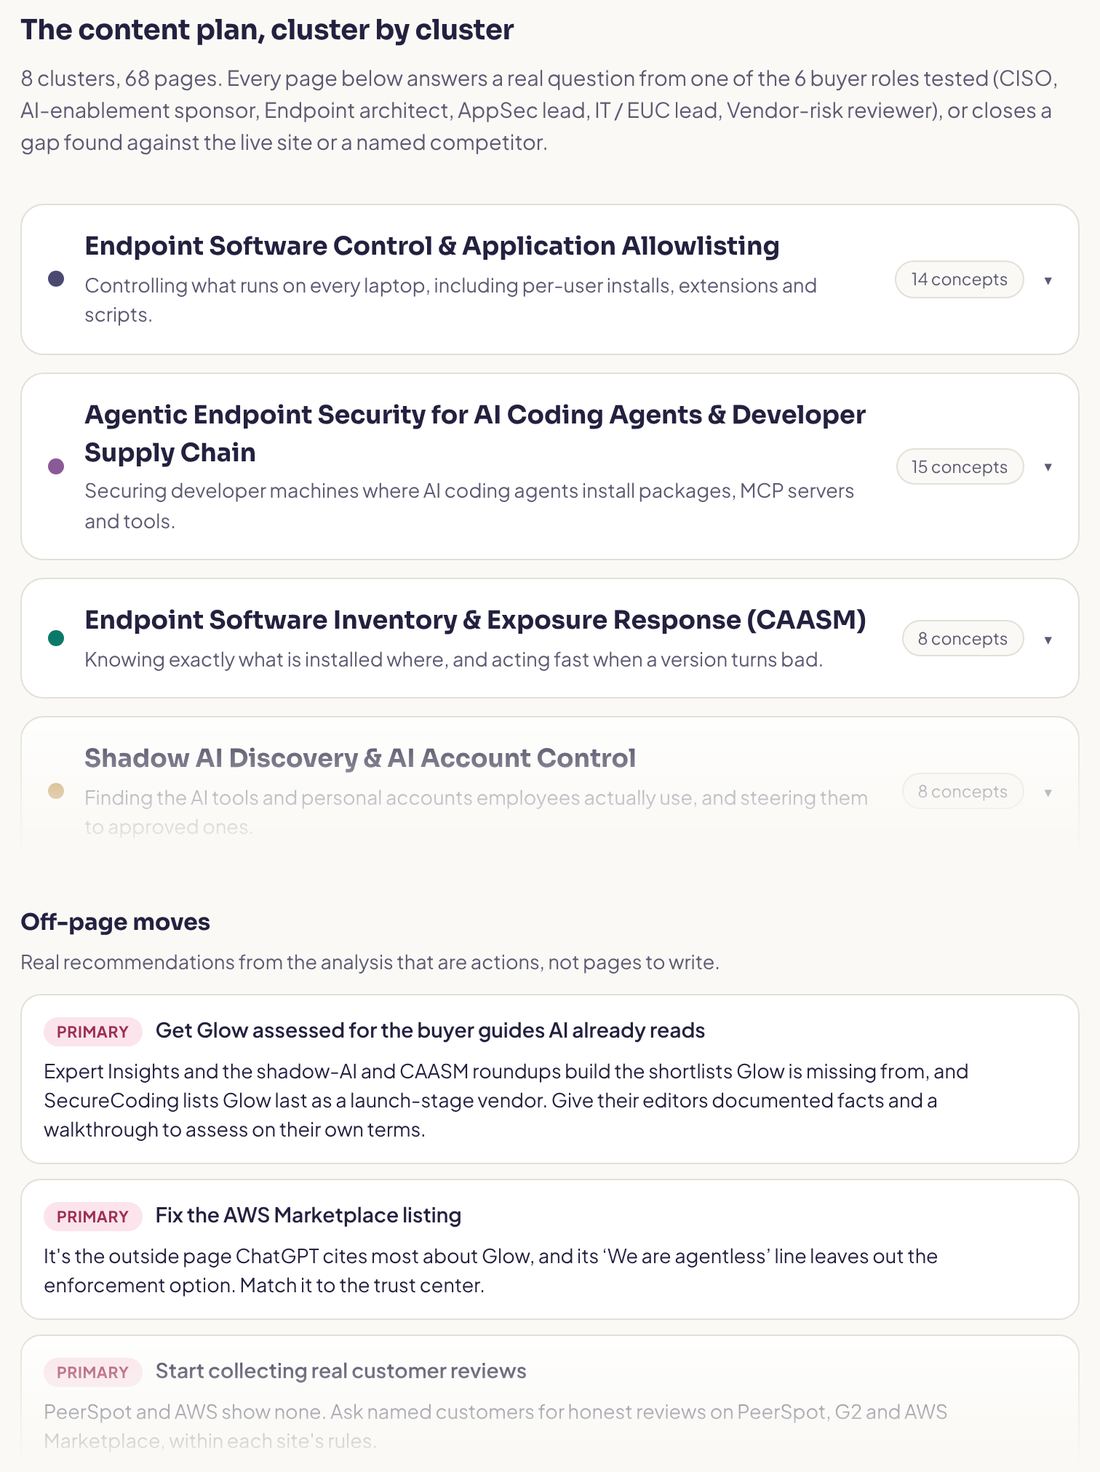 The content plan, cluster by cluster
8 clusters, 68 pages. Every page below answers a real question from one of the 6 buyer roles tested (CISO,
AI-enablement sponsor, Endpoint architect, AppSec lead, IT / EUC lead, Vendor-risk reviewer), or closes a
gap found against the live site or a named competitor.
Endpoint Software Control & Application Allowlisting
Controlling what runs on every laptop, including per-user installs, extensions and
scripts.
14 concepts
Agentic Endpoint Security for AI Coding Agents & Developer
Supply Chain
Securing developer machines where AI coding agents install packages, MCP servers
and tools.
15 concepts
Endpoint Software Inventory & Exposure Response (CAASM)
Knowing exactly what is installed where, and acting fast when a version turns bad.
8 concepts
Shadow AI Discovery & AI Account Control
Finding the AI tools and personal accounts employees actually use, and steering them
to approved ones.
8 concepts
Off-page moves
Real recommendations from the analysis that are actions, not pages to write.
PRIMARY Get Glow assessed for the buyer guides AI already reads
Expert Insights and the shadow-AI and CAASM roundups build the shortlists Glow is missing from, and
SecureCoding lists Glow last as a launch-stage vendor. Give their editors documented facts and a
walkthrough to assess on their own terms.
PRIMARY Fix the AWS Marketplace listing
It's the outside page ChatGPT cites most about Glow, and its ‘We are agentless’ line leaves out the
enforcement option. Match it to the trust center.
PRIMARY Start collecting real customer reviews
PeerSpot and AWS show none. Ask named customers for honest reviews on PeerSpot, G2 and AWS
Marketplace, within each site's rules.